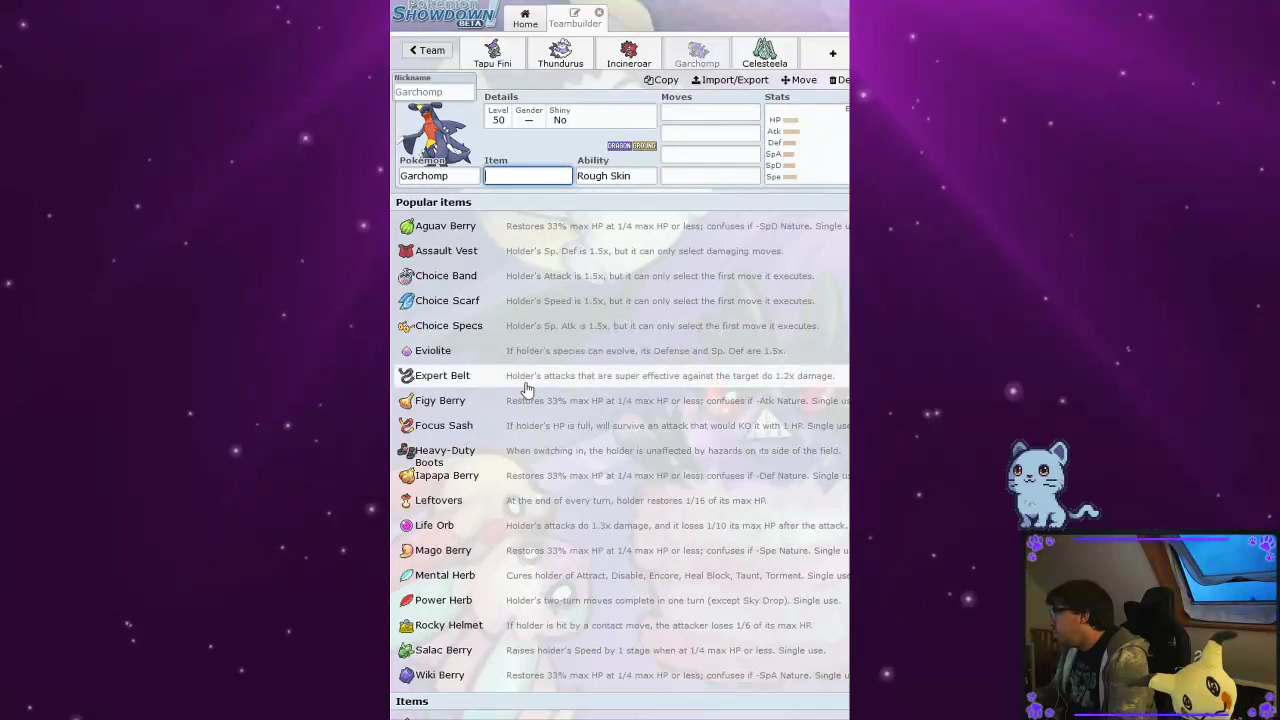 Pokémon
SHOWDOWN
BETA
Home
Teambuilder
Team
Tapu Fini
Thundurus
Incineroar
Garchomp
Celesteela
+
Copy
Import/Export
Move
Nickname
Garchomp
Details
Level
50
Gender
—
Shiny
No
DRAGON GROUND
Moves
Stats
HP
Atk
Def
SpA
SpD
Spe
Pokémon
Garchomp
Item
Ability
Rough Skin
Popular items
Aguav Berry Restores 33% max HP at 1/4 max HP or less; confuses if -SpD Nature. Single u
Assault Vest Holder's Sp. Def is 1.5x, but it can only select damaging moves.
Choice Band Holder's Attack is 1.5x, but it can only select the first move it executes.
Choice Scarf Holder's Speed is 1.5x, but it can only select the first move it executes.
Choice Specs Holder's Sp. Atk is 1.5x, but it can only select the first move it executes.
Eviolite If holder's species can evolve, its Defense and Sp. Def are 1.5x.
Expert Belt Holder's attacks that are super effective against the target do 1.2x damage.
Figy Berry Restores 33% max HP at 1/4 max HP or less; confuses if -Atk Nature. Single us
Focus Sash If holder's HP is full, will survive an attack that would KO it with 1 HP. Single
Heavy-Duty Boots When switching in, the holder is unaffected by hazards on its side of the field.
Iapapa Berry Restores 33% max HP at 1/4 max HP or less; confuses if -Def Nature. Single u
Leftovers At the end of every turn, holder restores 1/16 of its max HP.
Life Orb Holder's attacks do 1.3x damage, and it loses 1/10 its max HP after the attack.
Mago Berry Restores 33% max HP at 1/4 max HP or less; confuses if -Spe Nature. Single u
Mental Herb Cures holder of Attract, Disable, Encore, Heal Block, Taunt, Torment. Single use
Power Herb Holder's two-turn moves complete in one turn (except Sky Drop). Single use.
Rocky Helmet If holder is hit by a contact move, the attacker loses 1/6 of its max HP.
Salac Berry Raises holder's Speed by 1 stage when at 1/4 max HP or less. Single use.
Wiki Berry Restores 33% max HP at 1/4 max HP or less; confuses if -SpA Nature. Single u
Items